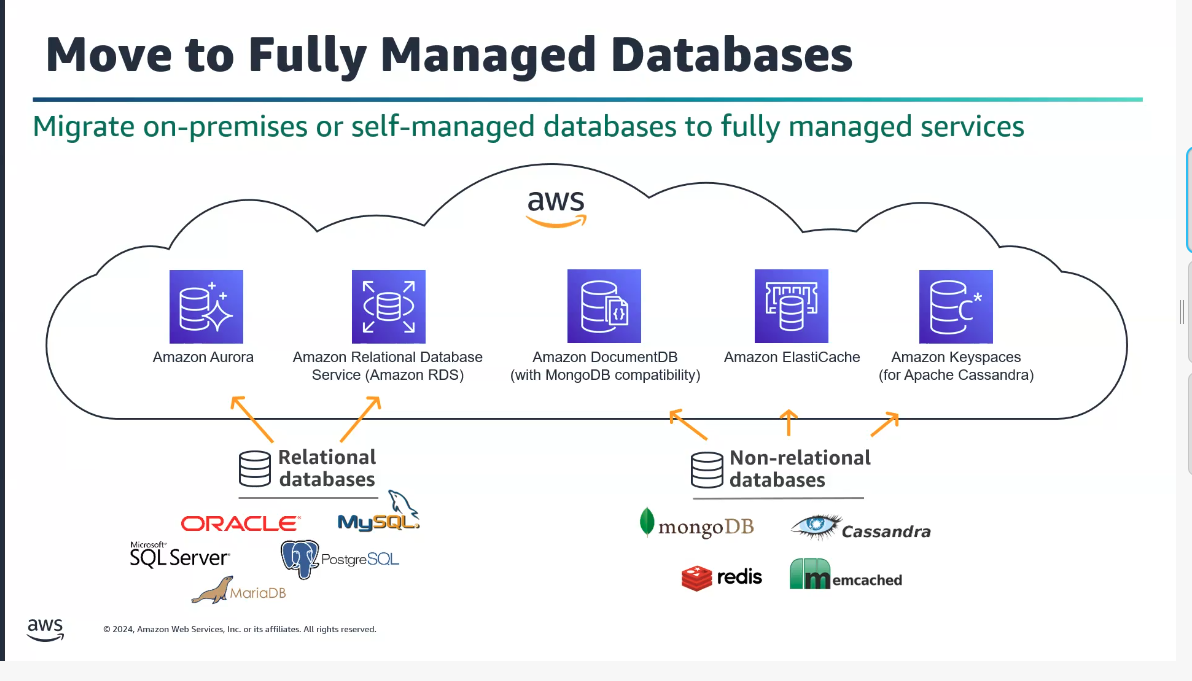 Move to Fully Managed Databases
Migrate on-premises or self-managed databases to fully managed services
aws
Amazon Aurora
Amazon Relational Database
Service (Amazon RDS)
Amazon DocumentDB
(with MongoDB compatibility)
Amazon ElastiCache
Amazon Keyspaces
(for Apache Cassandra)
Relational
databases
ORACLE
MySQL
Microsoft
SQL Server
PostgreSQL
MariaDB
Non-relational
databases
mongoDB
Cassandra
redis
memcached
aws
© 2024, Amazon Web Services, Inc. or its affiliates. All rights reserved.